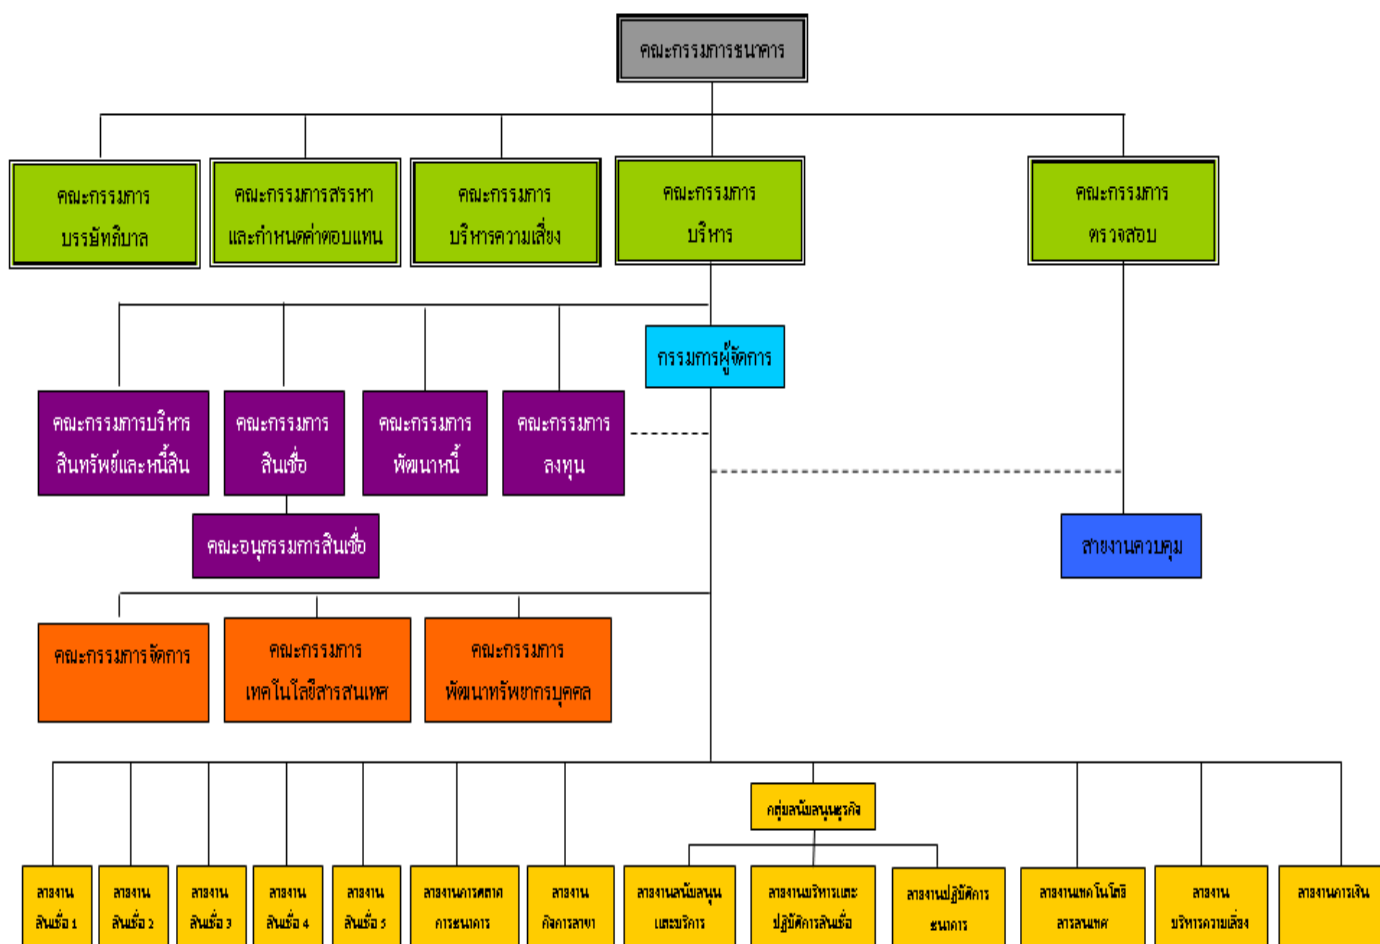 คณะกรรมการธนาคาร
คณะกรรมการ
บรรษัทภิบาล
คณะกรรมการสรรหา
และกำหนดค่าตอบแทน
คณะกรรมการ
บริหารความเสี่ยง
คณะกรรมการ
บริหาร
คณะกรรมการ
ตรวจสอบ
กรรมการผู้จัดการ
คณะกรรมการบริหาร
สินทรัพย์และหนี้สิน
คณะกรรมการ
สินเชื่อ
คณะกรรมการ
พัฒนาหนี้
คณะกรรมการ
ลงทุน
คณะอนุกรรมการสินเชื่อ
สายงานควบคุม
คณะกรรมการจัดการ
คณะกรรมการ
เทคโนโลยีสารสนเทศ
คณะกรรมการ
พัฒนาทรัพยากรบุคคล
กลุ่มสนับสนุนธุรกิจ
สายงาน
สินเชื่อ 1
สายงาน
สินเชื่อ 2
สายงาน
สินเชื่อ 3
สายงาน
สินเชื่อ 4
สายงาน
สินเชื่อ 5
สายงานการตลาด
การธนาคาร
สายงาน
กิจการสาขา
สายงานสนับสนุน
และบริการ
สายงานบริหารและ
ปฏิบัติการสินเชื่อ
สายงานปฏิบัติการ
ธนาคาร
สายงานเทคโนโลยี
สารสนเทศ
สายงาน
บริหารความเสี่ยง
สายงานการเงิน